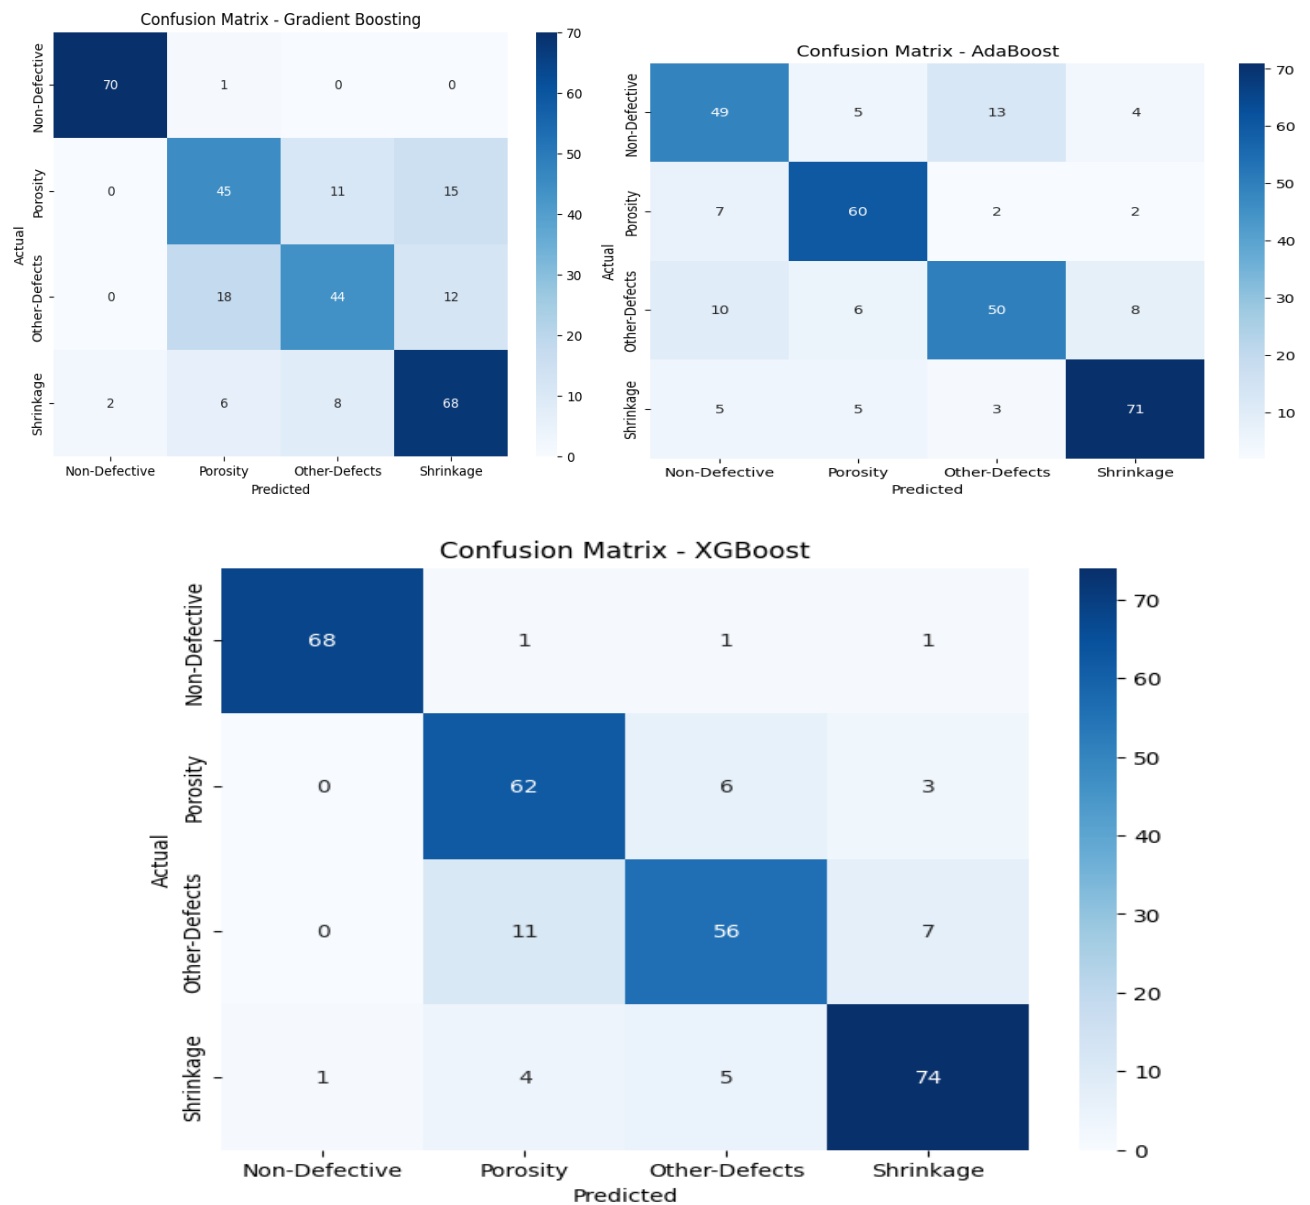 Confusion Matrix - Gradient Boosting
Actual
Non-Defective
Porosity
Other-Defects
Shrinkage
70 1 0 0
0 45 11 15
0 18 44 12
2 6 8 68
Non-Defective Porosity Other-Defects Shrinkage
Predicted
70
60
50
40
30
20
10
0
Confusion Matrix - AdaBoost
Actual
Non-Defective
Porosity
Other-Defects
Shrinkage
49 5 13 4
7 60 2 2
10 6 50 8
5 5 3 71
Non-Defective Porosity Other-Defects Shrinkage
Predicted
70
60
50
40
30
20
10
Confusion Matrix - XGBoost
Actual
Non-Defective
Porosity
Other-Defects
Shrinkage
68 1 1 1
0 62 6 3
0 11 56 7
1 4 5 74
Non-Defective Porosity Other-Defects Shrinkage
Predicted
70
60
50
40
30
20
10
0